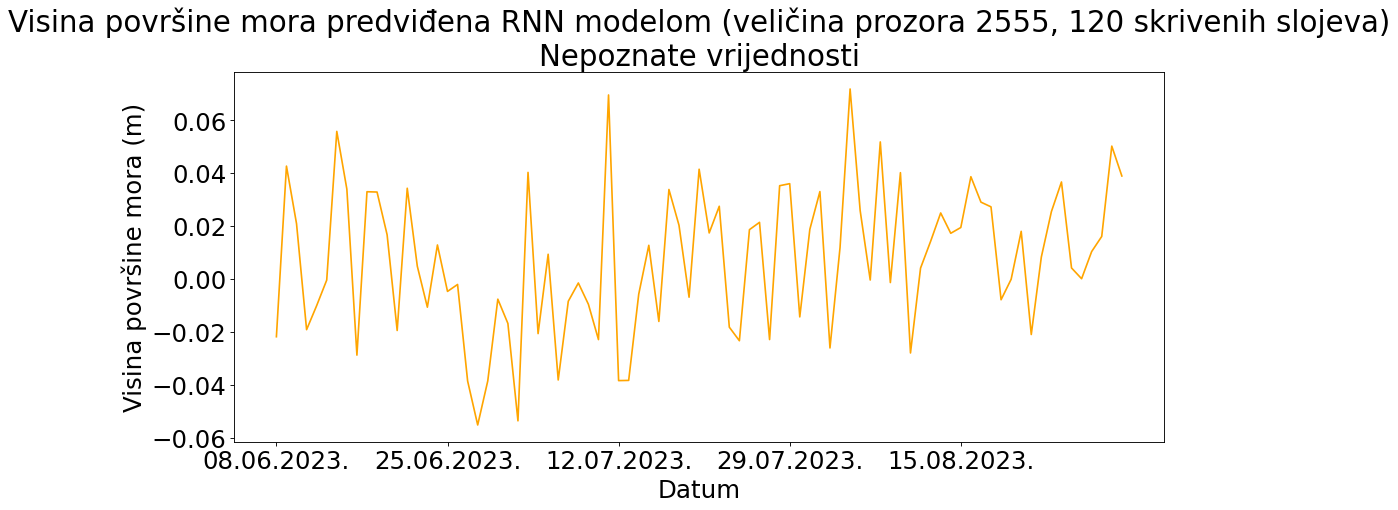 Visina površine mora predviđena RNN modelom (veličina prozora 2555, 120 skrivenih slojeva)
Nepoznate vrijednosti
Visina površine mora (m)
0.06
0.04
0.02
0.00
−0.02
−0.04
−0.06
08.06.2023. 25.06.2023. 12.07.2023. 29.07.2023. 15.08.2023.
Datum